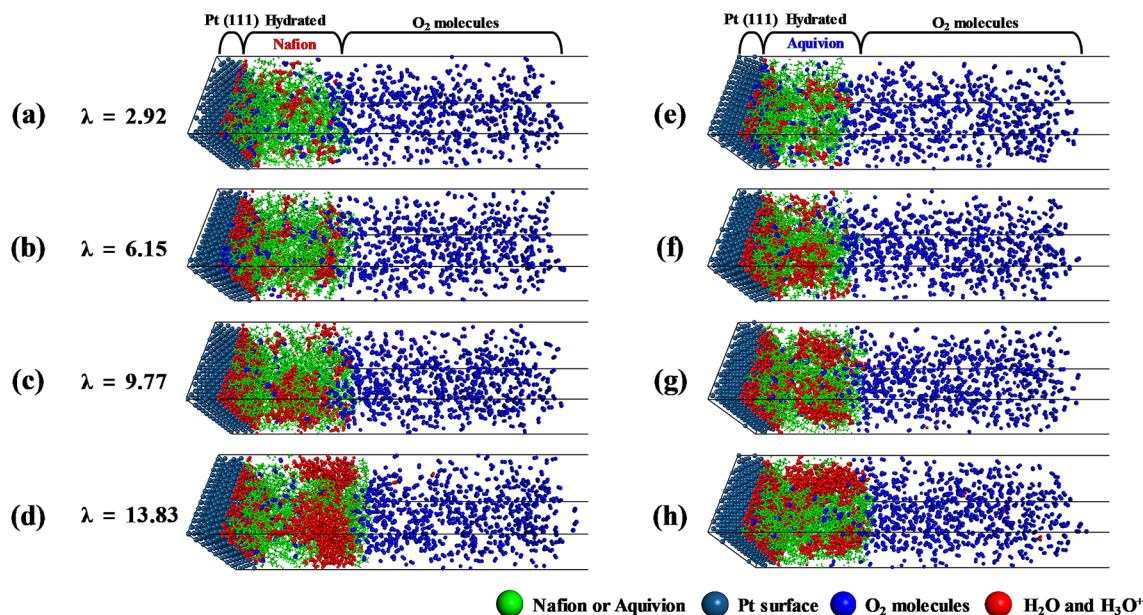 Pt (111) Hydrated O₂ molecules
Nafion
Pt (111) Hydrated O₂ molecules
Aquivion
(a) λ = 2.92
(e)
(b) λ = 6.15
(f)
(c) λ = 9.77
(g)
(d) λ = 13.83
(h)
Nafion or Aquivion Pt surface O₂ molecules H₂O and H₃O⁺